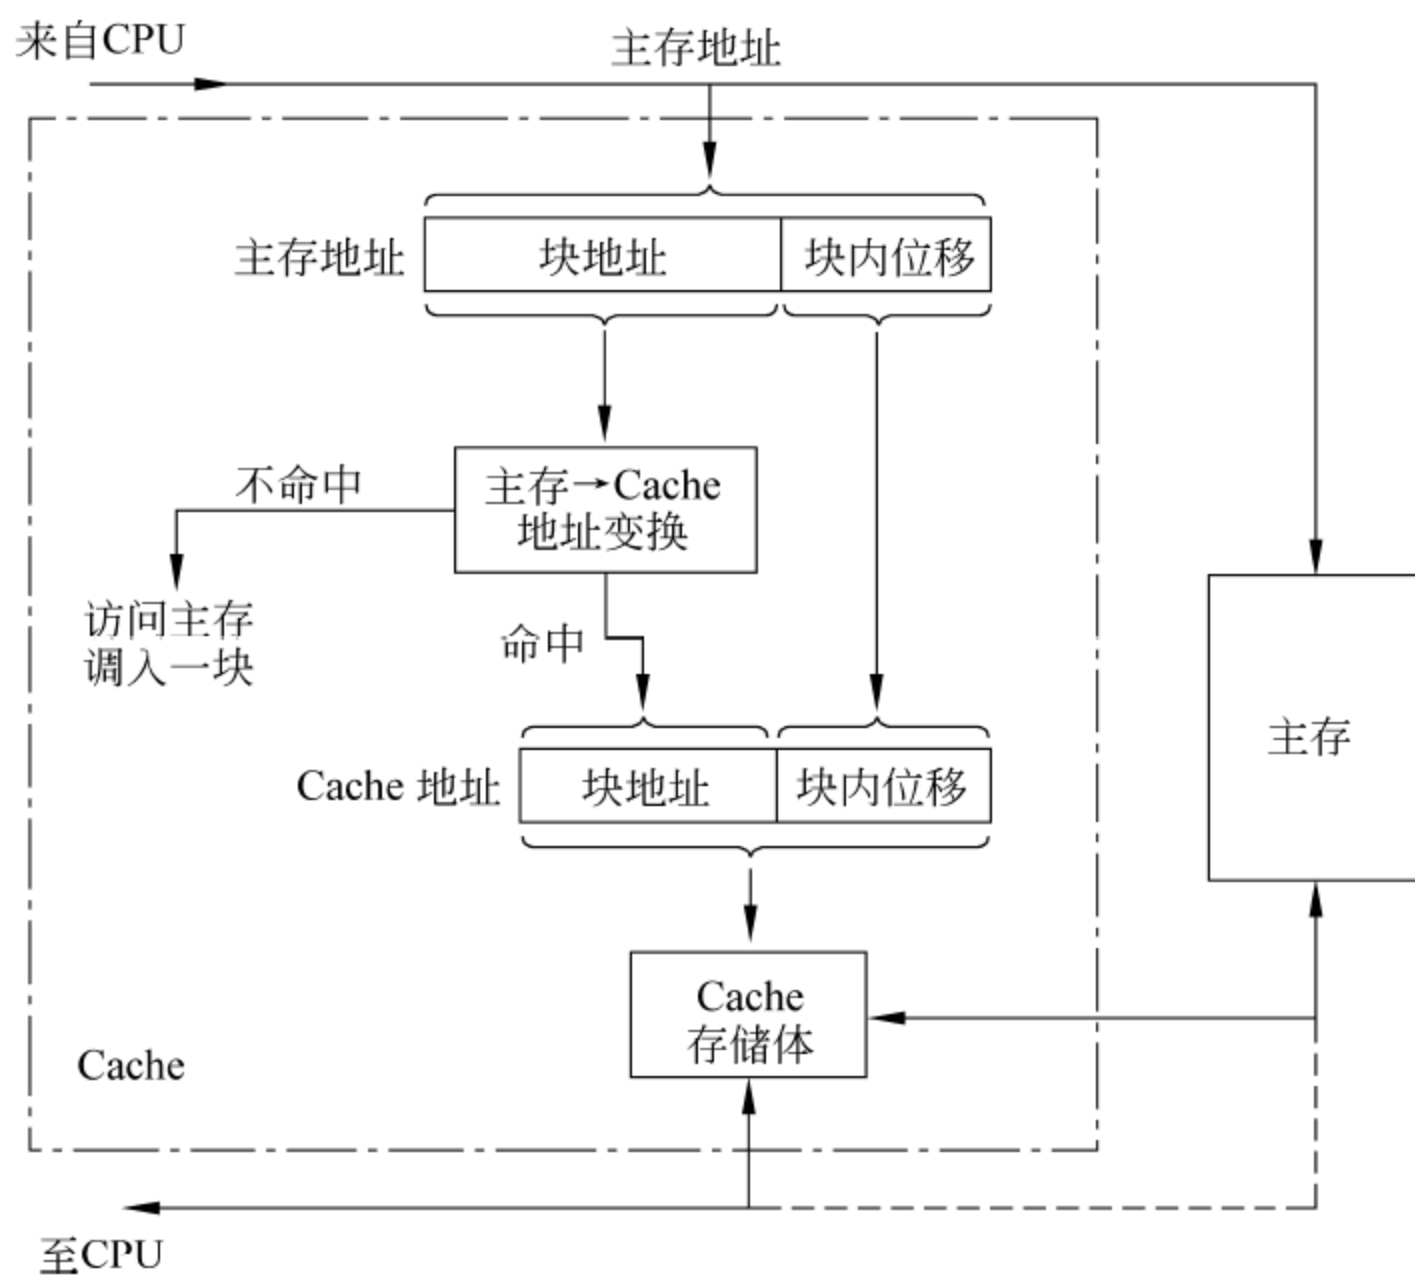 来自CPU
主存地址
主存地址
块地址
块内位移
不命中
主存→Cache
地址变换
访问主存
调入一块
命中
主存
Cache 地址
块地址
块内位移
Cache
存储体
Cache
至CPU